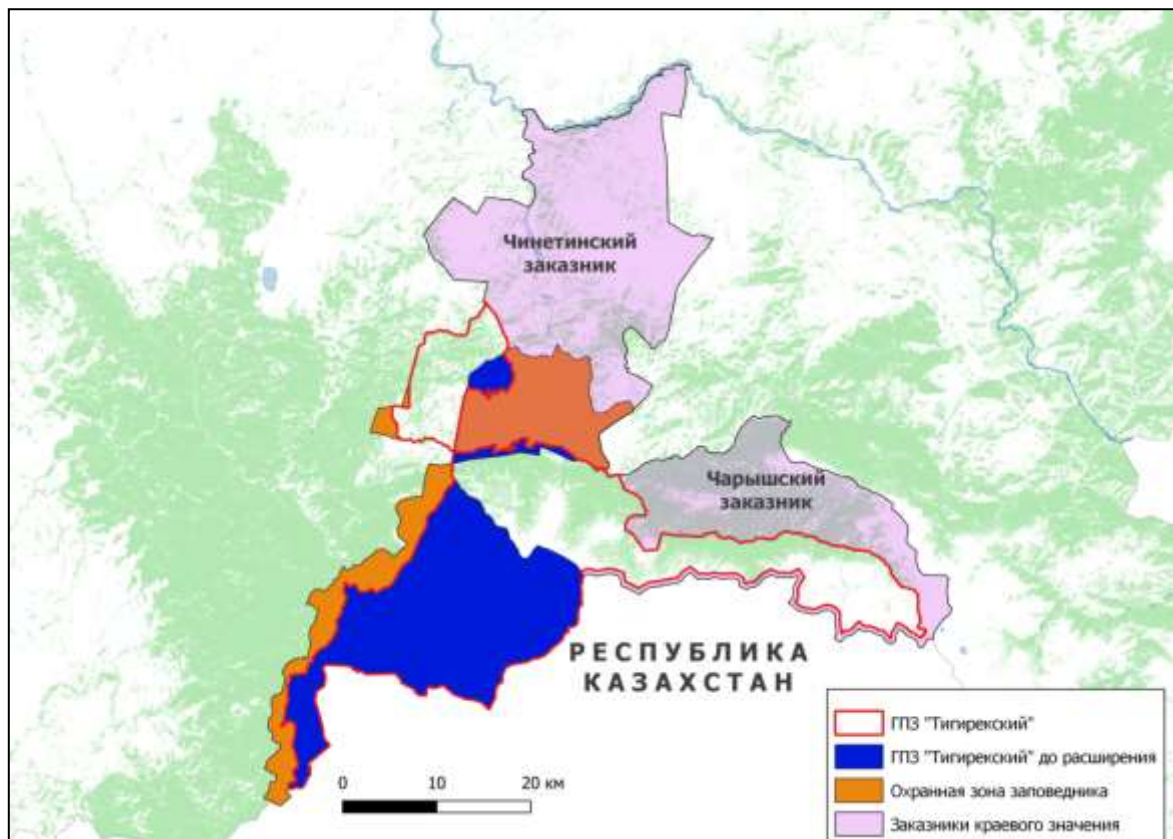 Чинетинский
заказник
Чарышский
заказник
РЕСПУБЛИКА
КАЗАХСТАН
0 10 20 км
ГПЗ "Тигирекский"
ГПЗ "Тигирекский" до расширения
Охранная зона заповедника
Заказники краевого значения